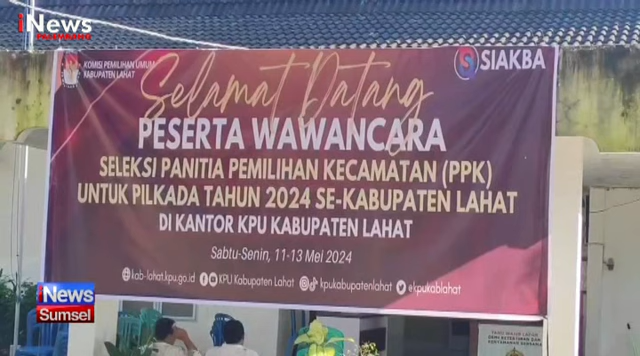 iNews
PALEMBANG
KOMISI PEMILIHAN UMUM
KABUPATEN LAHAT
SIAKBA
Selamat Datang
PESERTA WAWANCARA
SELEKSI PANITIA PEMILIHAN KECAMATAN (PPK)
UNTUK PILKADA TAHUN 2024 SE-KABUPATEN LAHAT
DI KANTOR KPU KABUPATEN LAHAT
Sabtu-Senin, 11-13 Mei 2024
kab-lahat.kpu.go.id KPU Kabupaten Lahat kpukabupatenlahat @kpukablahat
News
Sumsel